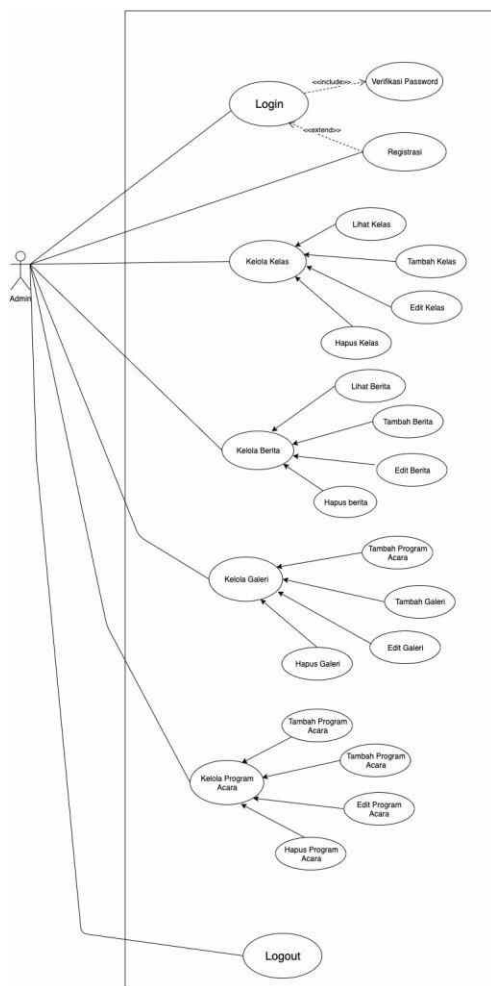 <<include>>
Verifikasi Password
Login
<<extend>>
Registrasi
Lihat Kelas
Kelola Kelas
Tambah Kelas
Admin
Edit Kelas
Hapus Kelas
Lihat Berita
Tambah Berita
Kelola Berita
Edit Berita
Hapus berita
Tambah Program
Acara
Kelola Galeri
Tambah Galeri
Edit Galeri
Hapus Galeri
Tambah Program
Acara
Tambah Program
Acara
Kelola Program
Acara
Edit Program
Acara
Hapus Program
Acara
Logout